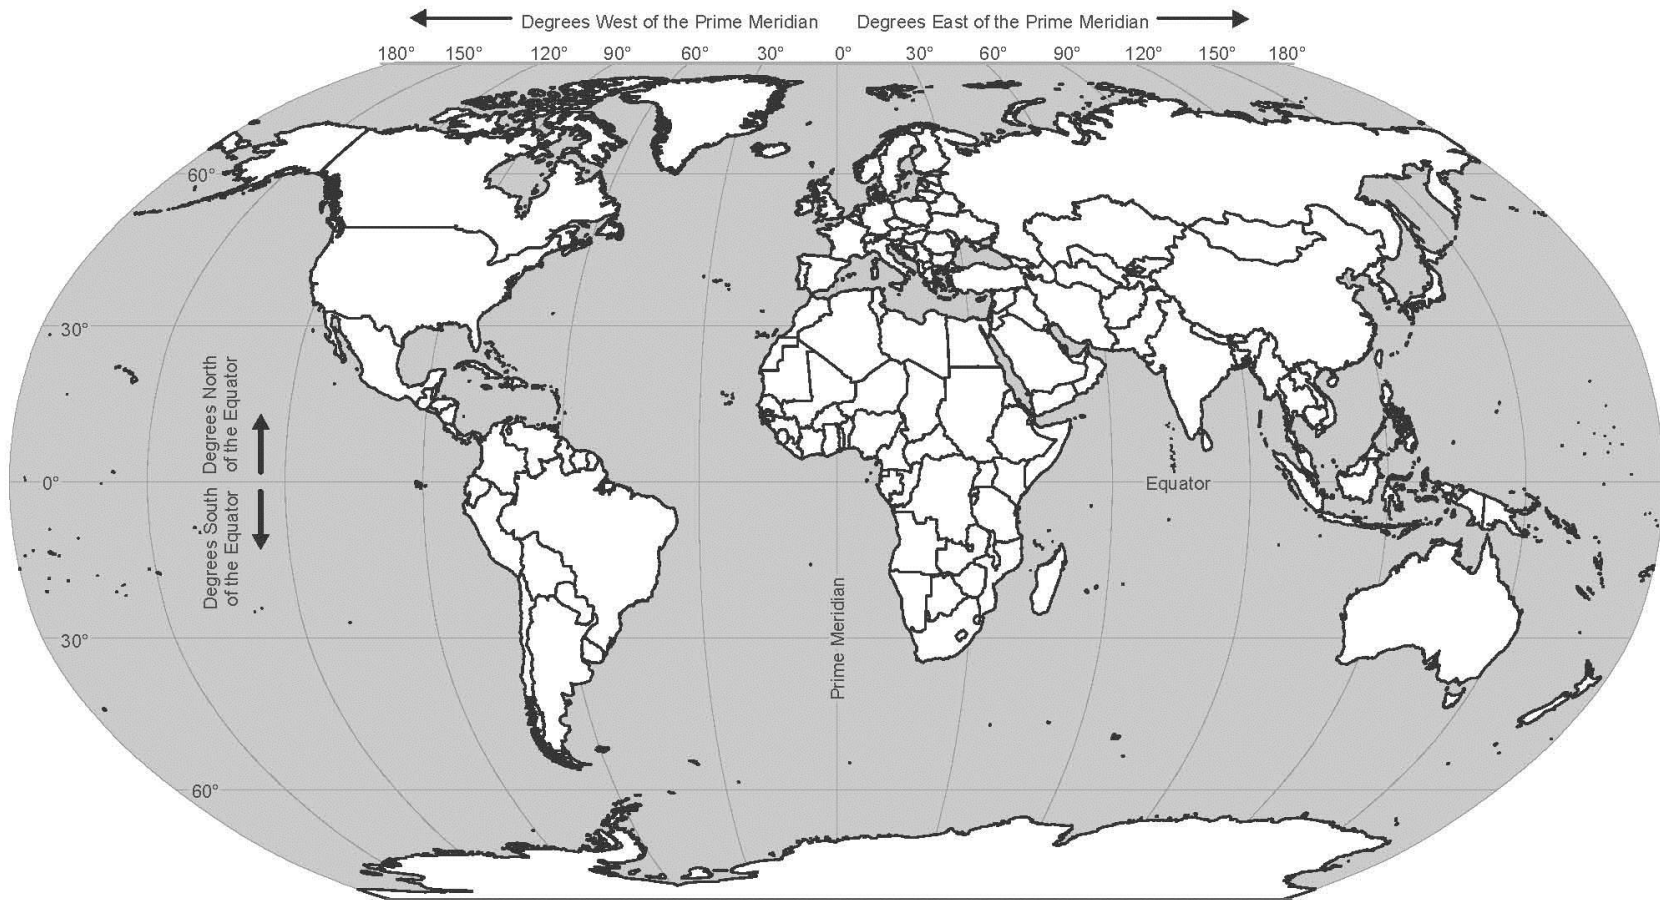 Degrees West of the Prime Meridian Degrees East of the Prime Meridian
180° 150° 120° 90° 60° 30° 0° 30° 60° 90° 120° 150° 180°
60°
30°
Degrees North
of the Equator
0°
Equator
Degrees South
of the Equator
Prime Meridian
30°
60°